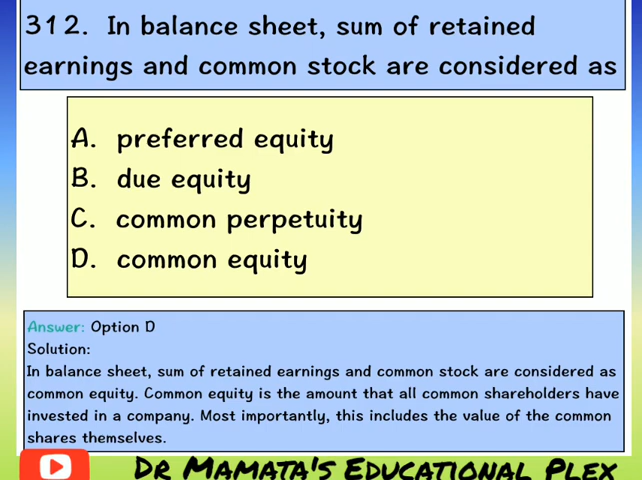 312. In balance sheet, sum of retained
earnings and common stock are considered as
A. preferred equity
B. due equity
C. common perpetuity
D. common equity
Answer: Option D
Solution:
In balance sheet, sum of retained earnings and common stock are considered as
common equity. Common equity is the amount that all common shareholders have
invested in a company. Most importantly, this includes the value of the common
shares themselves.
Dr Mamata's Educational Plex